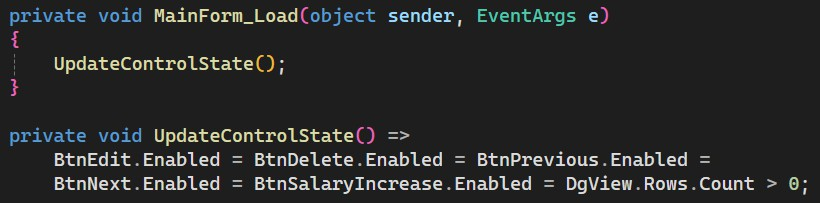 private void MainForm_Load(object sender, EventArgs e)
{
    UpdateControlState();
}
private void UpdateControlState() =>
    BtnEdit.Enabled = BtnDelete.Enabled = BtnPrevious.Enabled =
    BtnNext.Enabled = BtnSalaryIncrease.Enabled = DgView.Rows.Count > 0;